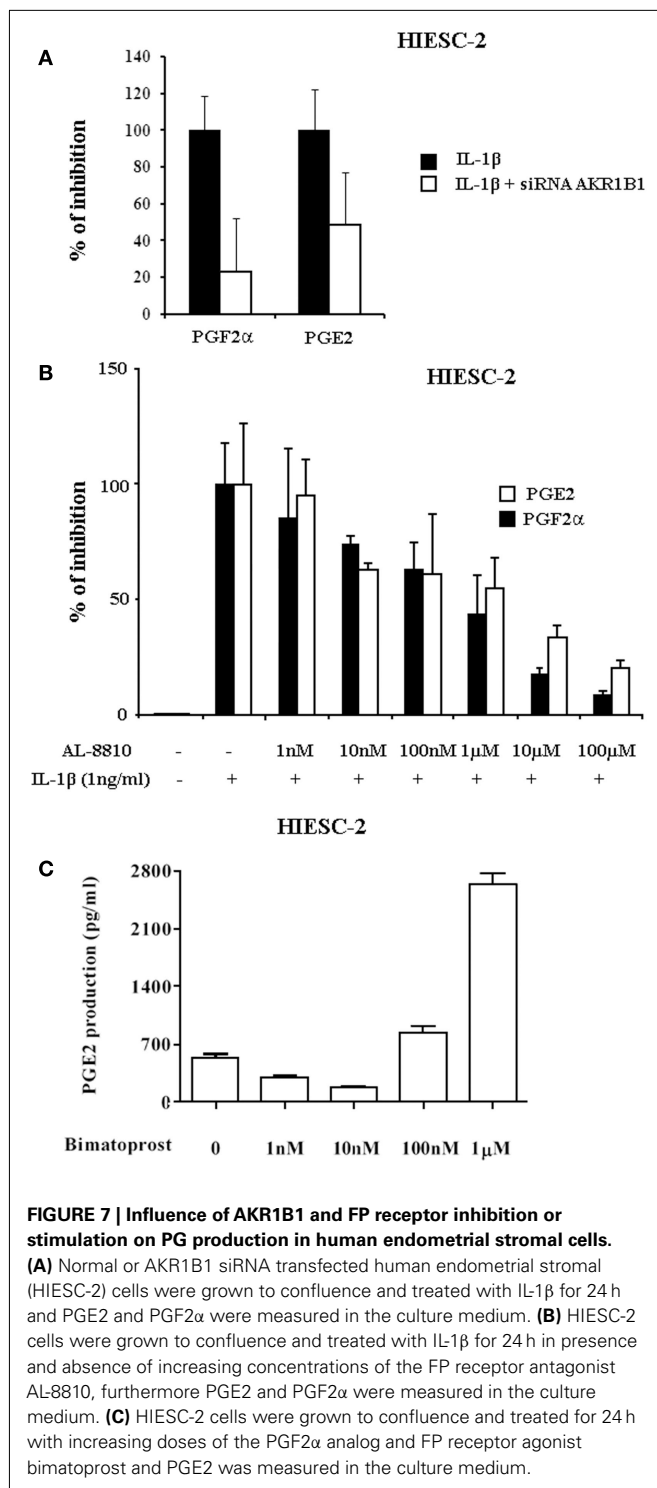 HIESC-2
A
% of inhibition
140
120
100
80
60
40
20
0
PGF2α
PGE2
IL-1β
IL-1β + siRNA AKR1B1
B
HIESC-2
% of inhibition
150
100
50
0
PGE2
PGF2α
AL-8810 - - 1nM 10nM 100nM 1µM 10µM 100µM
IL-1β (1ng/ml) - + + + + + + +
HIESC-2
C
PGE2 production (pg/ml)
2800
2100
1400
700
0
Bimatoprost 0 1nM 10nM 100nM 1µM
FIGURE 7 | Influence of AKR1B1 and FP receptor inhibition or
stimulation on PG production in human endometrial stromal cells.
(A) Normal or AKR1B1 siRNA transfected human endometrial stromal
(HIESC-2) cells were grown to confluence and treated with IL-1β for 24 h
and PGE2 and PGF2α were measured in the culture medium. (B) HIESC-2
cells were grown to confluence and treated with IL-1β for 24 h in presence
and absence of increasing concentrations of the FP receptor antagonist
AL-8810, furthermore PGE2 and PGF2α were measured in the culture
medium. (C) HIESC-2 cells were grown to confluence and treated for 24 h
with increasing doses of the PGF2α analog and FP receptor agonist
bimatoprost and PGE2 was measured in the culture medium.